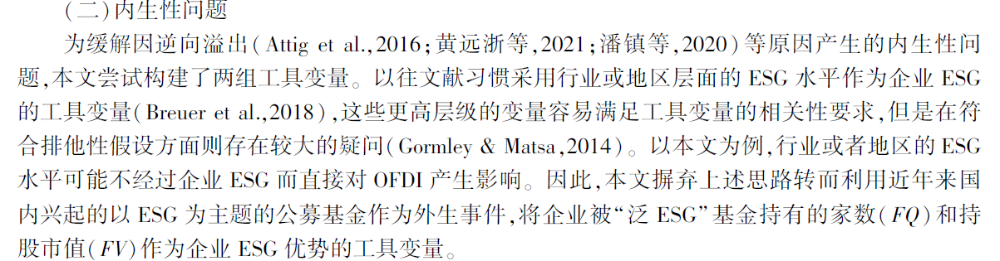 (二)内生性问题
为缓解因逆向溢出(Attig et al.,2016;黄远浙等,2021;潘镇等,2020)等原因产生的内生性问
题,本文尝试构建了两组工具变量。以往文献习惯采用行业或地区层面的 ESG 水平作为企业 ESG
的工具变量(Breuer et al.,2018),这些更高层级的变量容易满足工具变量的相关性要求,但是在符
合排他性假设方面则存在较大的疑问(Gormley & Matsa,2014)。以本文为例,行业或者地区的 ESG
水平可能不经过企业 ESG 而直接对 OFDI 产生影响。因此,本文摒弃上述思路转而利用近年来国
内兴起的以 ESG 为主题的公募基金作为外生事件,将企业被“泛 ESG”基金持有的家数(FQ)和持
股市值(FV)作为企业 ESG 优势的工具变量。